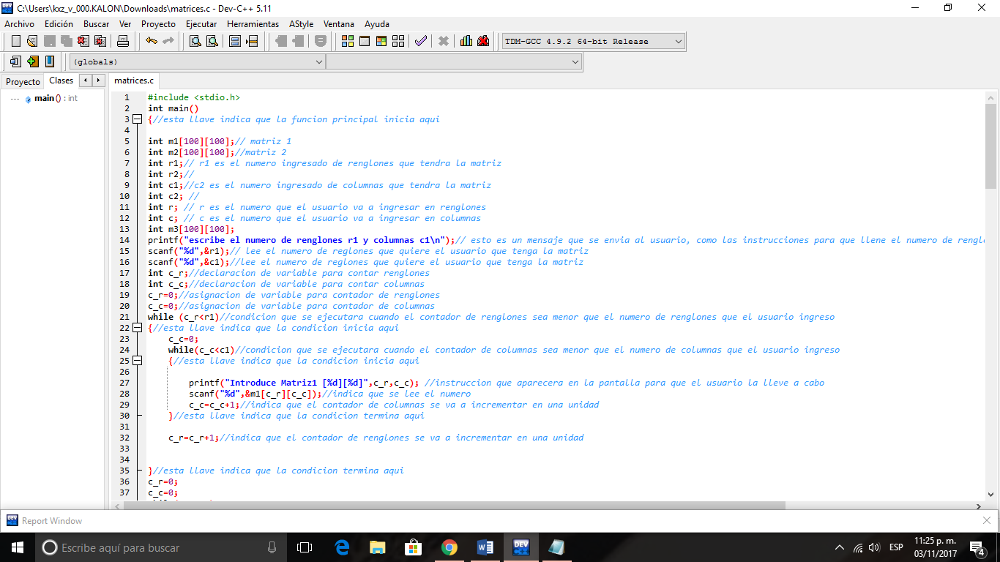 C:\Users\kxz_v_000.KALON\Downloads\matrices.c - Dev-C++ 5.11
Archivo Edición Buscar Ver Proyecto Ejecutar Herramientas AStyle Ventana Ayuda
TDM-GCC 4.9.2 64-bit Release
(globals)
Proyecto Clases
matrices.c
main () : int
1 #include <stdio.h>
2 int main()
3 {//esta llave indica que la funcion principal inicia aqui
4
5 int m1[100][100];// matriz 1
6 int m2[100][100];//matriz 2
7 int r1;// r1 es el numero ingresado de renglones que tendra la matriz
8 int r2;//
9 int c1;//c2 es el numero ingresado de columnas que tendra la matriz
10 int c2; //
11 int r; // r es el numero que el usuario va a ingresar en renglones
12 int c; // c es el numero que el usuario va a ingresar en columnas
13 int m3[100][100];
14 printf("escribe el numero de renglones r1 y columnas c1\n");// esto es un mensaje que se envia al usuario, como las instrucciones para que llene el numero de rengl
15 scanf("%d",&r1);// lee el numero de reglones que quiere el usuario que tenga la matriz
16 scanf("%d",&c1);//lee el numero de reglones que quiere el usuario que tenga la matriz
17 int c_r;//declaracion de variable para contar renglones
18 int c_c;//declaracion de variable para contar columnas
19 c_r=0;//asignacion de variable para contador de renglones
20 c_c=0;//asignacion de variable para contador de columnas
21 while (c_r<r1)//condicion que se ejecutara cuando el contador de renglones sea menor que el numero de renglones que el usuario ingreso
22 {//esta llave indica que la condicion inicia aqui
23 c_c=0;
24 while(c_c<c1)//condicion que se ejecutara cuando el contador de columnas sea menor que el numero de columnas que el usuario ingreso
25 {//esta llave indica que la condicion inicia aqui
26
27 printf("Introduce Matriz1 [%d][%d]",c_r,c_c); //instruccion que aparecera en la pantalla para que el usuario la lleve a cabo
28 scanf("%d",&m1[c_r][c_c]);//indica que se lee el numero
29 c_c=c_c+1;//indica que el contador de columnas se va a incrementar en una unidad
30 }//esta llave indica que la condicion termina aqui
31
32 c_r=c_r+1;//indica que el contador de renglones se va a incrementar en una unidad
33
34
35 }//esta llave indica que la condicion termina aqui
36 c_r=0;
37 c_c=0;
Report Window
Escribe aquí para buscar
ESP
11:25 p. m.
03/11/2017
4